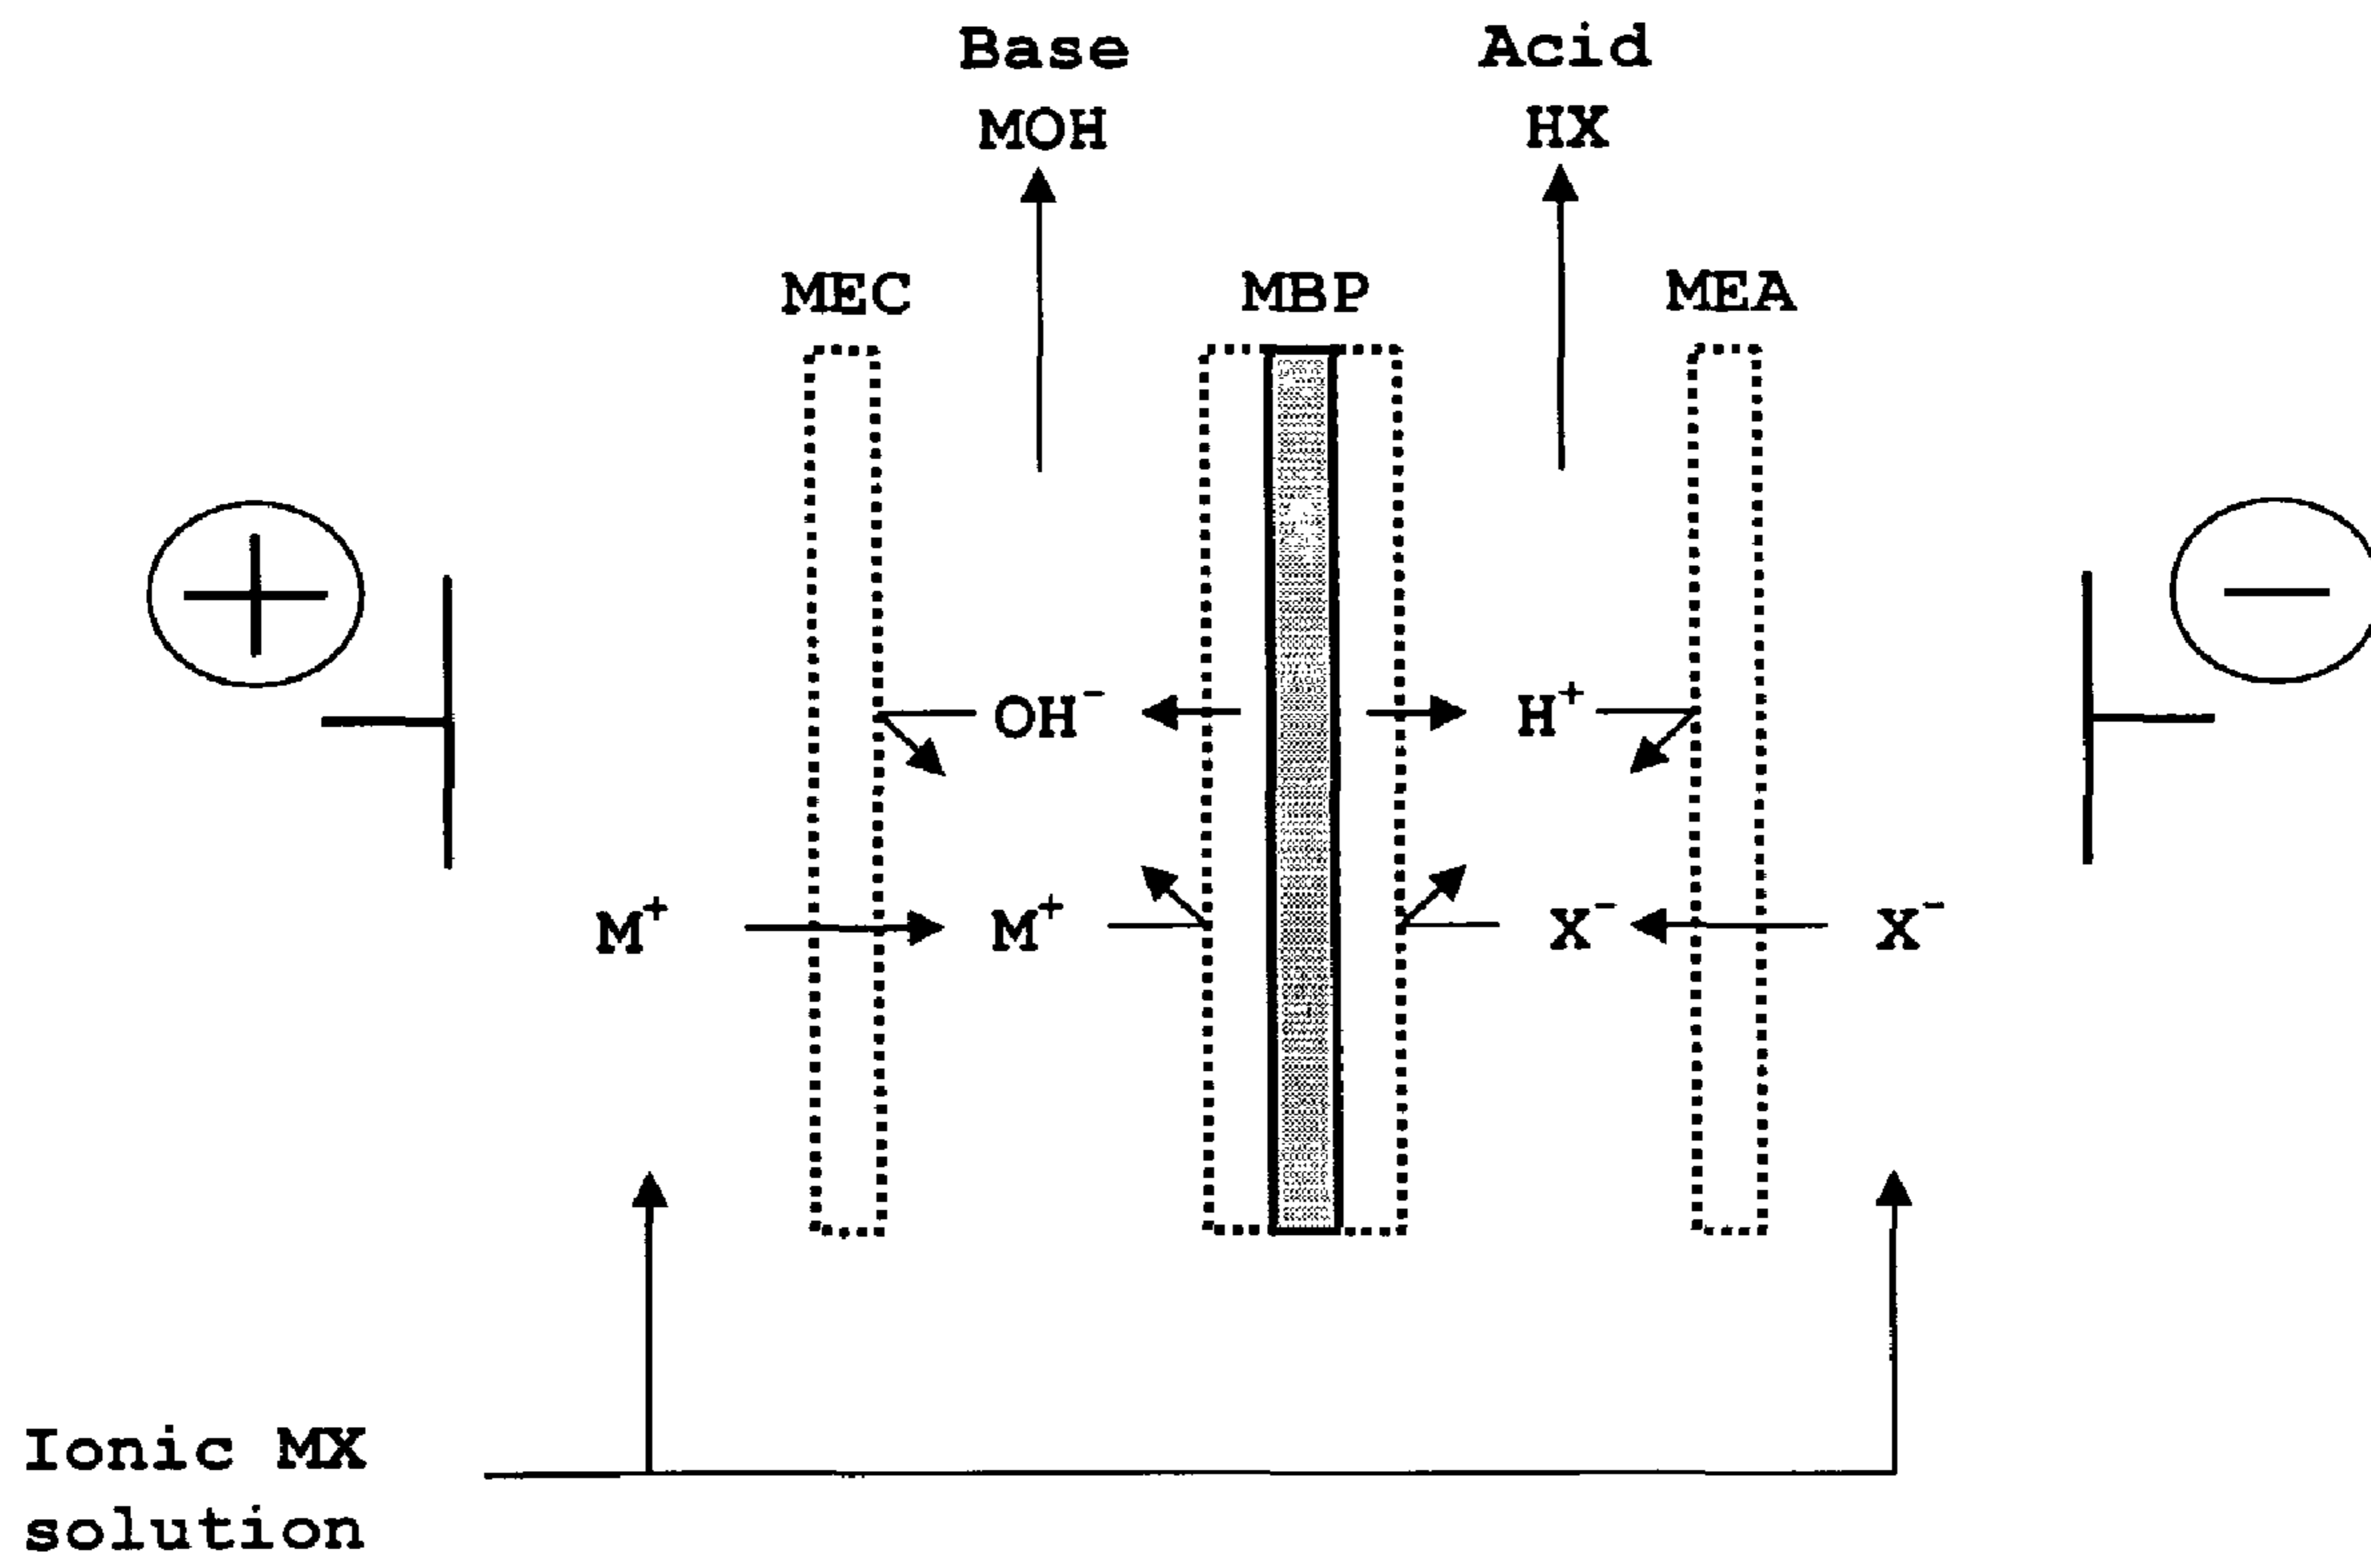 Base Acid
MOH HX
MEC MBP MEA
+ −
OH⁻ H⁺
M⁺ M⁺ X⁻ X⁻
Ionic MX
solution